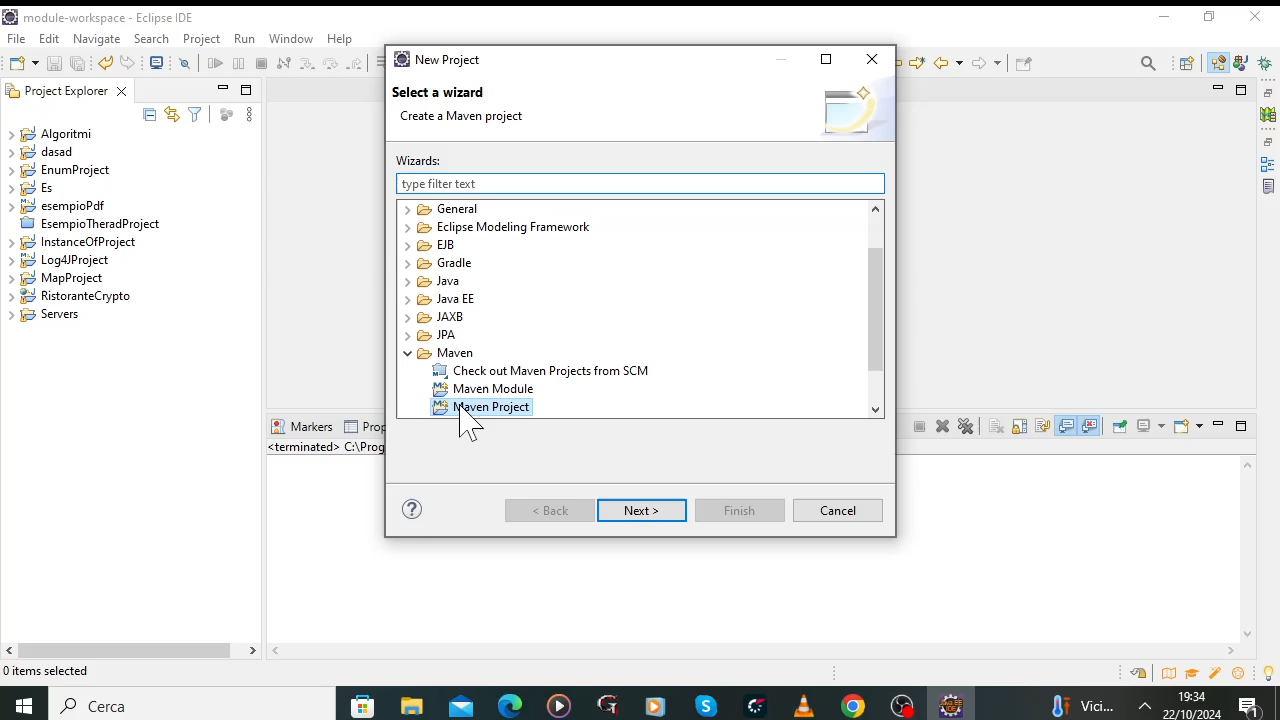 module-workspace - Eclipse IDE
File Edit Navigate Search Project Run Window Help
Project Explorer
Algoritmi
dasad
EnumProject
Es
esempioPdf
EsempioTheradProject
InstanceOfProject
Log4JProject
MapProject
RistoranteCrypto
Servers
New Project
Select a wizard
Create a Maven project
Wizards:
type filter text
General
Eclipse Modeling Framework
EJB
Gradle
Java
Java EE
JAXB
JPA
Maven
Check out Maven Projects from SCM
Maven Module
Maven Project
< Back Next > Finish Cancel
Markers Prop
<terminated> C:\Prog
0 items selected
Cerca
Vici...
19:34
22/10/2024
1